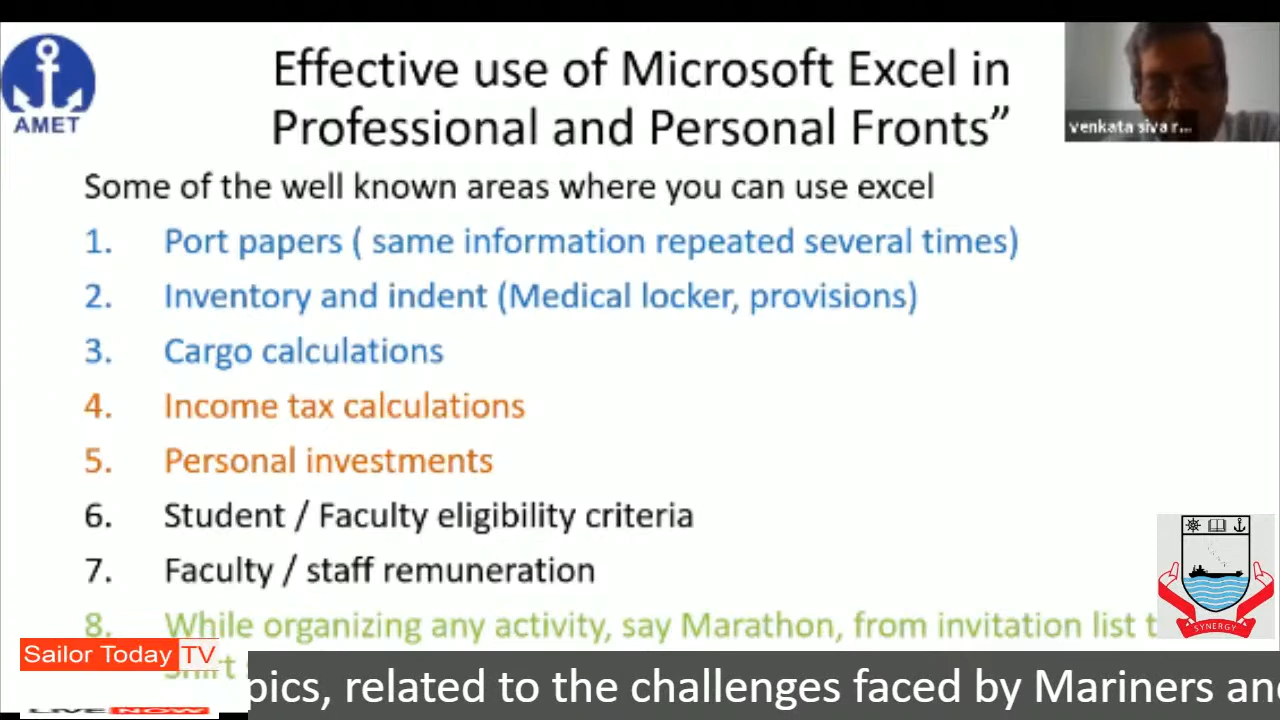 Effective use of Microsoft Excel in
Professional and Personal Fronts”
AMET
venkata siva r...
Some of the well known areas where you can use excel
1. Port papers ( same information repeated several times)
2. Inventory and indent (Medical locker, provisions)
3. Cargo calculations
4. Income tax calculations
5. Personal investments
6. Student / Faculty eligibility criteria
7. Faculty / staff remuneration
8. While organizing any activity, say Marathon, from invitation list
SYNERGY
Sailor Today TV
pics, related to the challenges faced by Mariners an
LIVE NOW